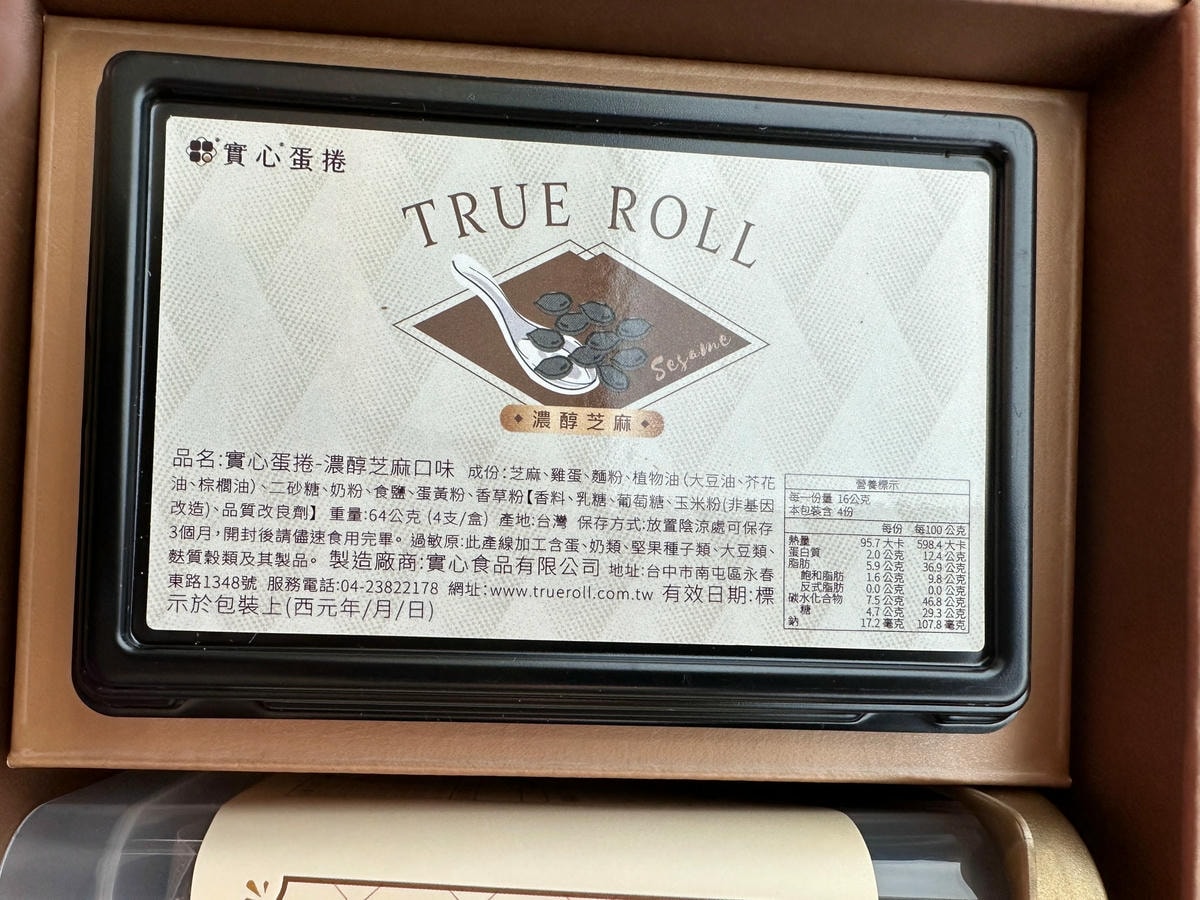 實心蛋捲
TRUE ROLL
Sesame
濃醇芝麻
品名:實心蛋捲-濃醇芝麻口味 成份:芝麻、雞蛋、麵粉、植物油(大豆油、芥花
油、棕櫚油)、二砂糖、奶粉、食鹽、蛋黃粉、香草粉【香料、乳糖、葡萄糖、玉米粉(非基因
改造)、品質改良劑】 重量:64公克 (4支/盒) 產地:台灣 保存方式:放置陰涼處可保存
3個月,開封後請儘速食用完畢。過敏原:此產線加工含蛋、奶類、堅果種子類、大豆類、
麩質穀類及其製品。 製造廠商:實心食品有限公司 地址:台中市南屯區永春
東路1348號 服務電話:04-23822178 網址:www.trueroll.com.tw 有效日期:標
示於包裝上(西元年/月/日)
營養標示
每一份量 16公克
本包裝含 4份
每份 每100公克
熱量 95.7 大卡 598.4 大卡
蛋白質 2.0 公克 12.4 公克
脂肪 5.9 公克 36.9 公克
飽和脂肪 1.6 公克 9.8 公克
反式脂肪 0.0 公克 0.0 公克
碳水化合物 7.5 公克 46.8 公克
糖 4.7 公克 29.3 公克
鈉 17.2 毫克 107.8 毫克